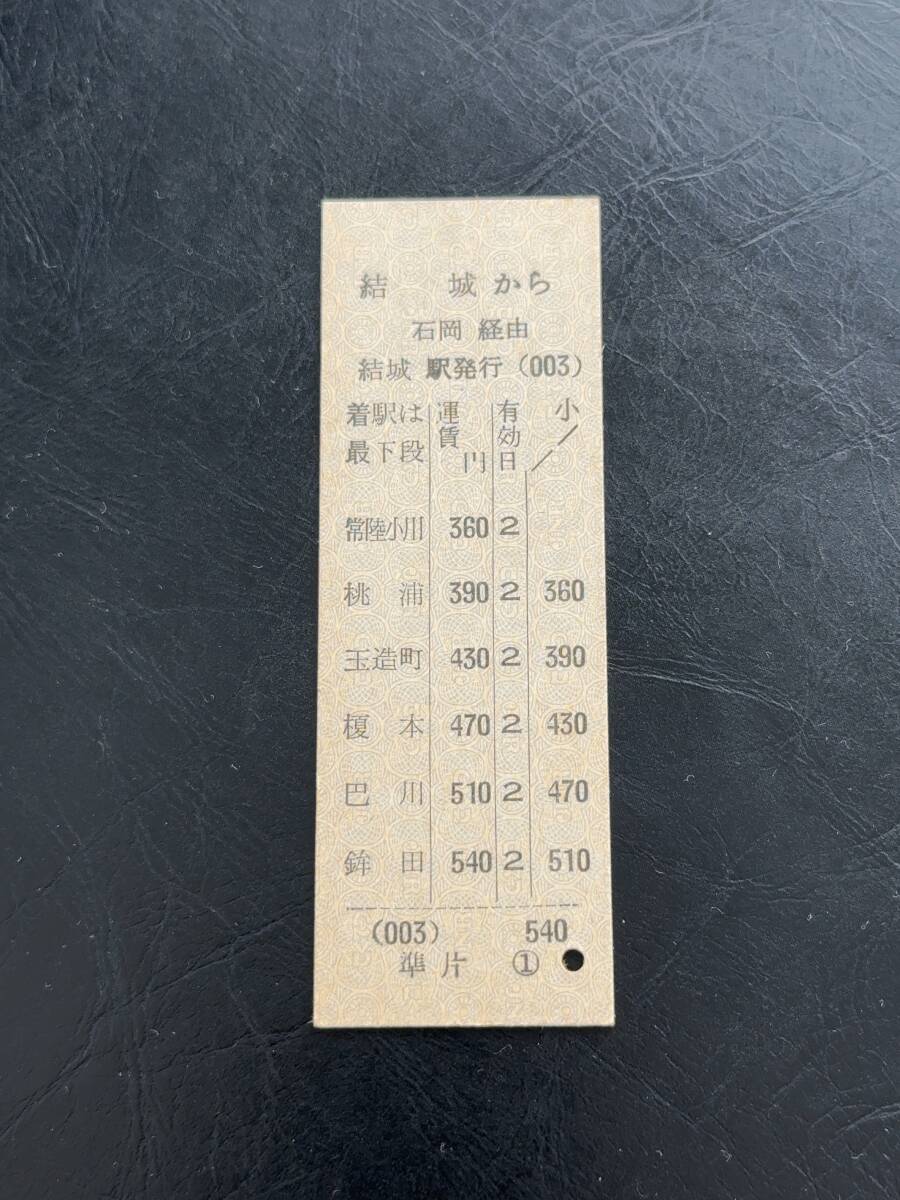 結 城から
石岡 経由
結城 駅発行 (003)
着駅は 運賃円 有効日 小
最下段
常陸小川 360 2
桃浦 390 2 360
玉造町 430 2 390
榎本 470 2 430
巴川 510 2 470
鉾田 540 2 510
(003) 540
準片 ①